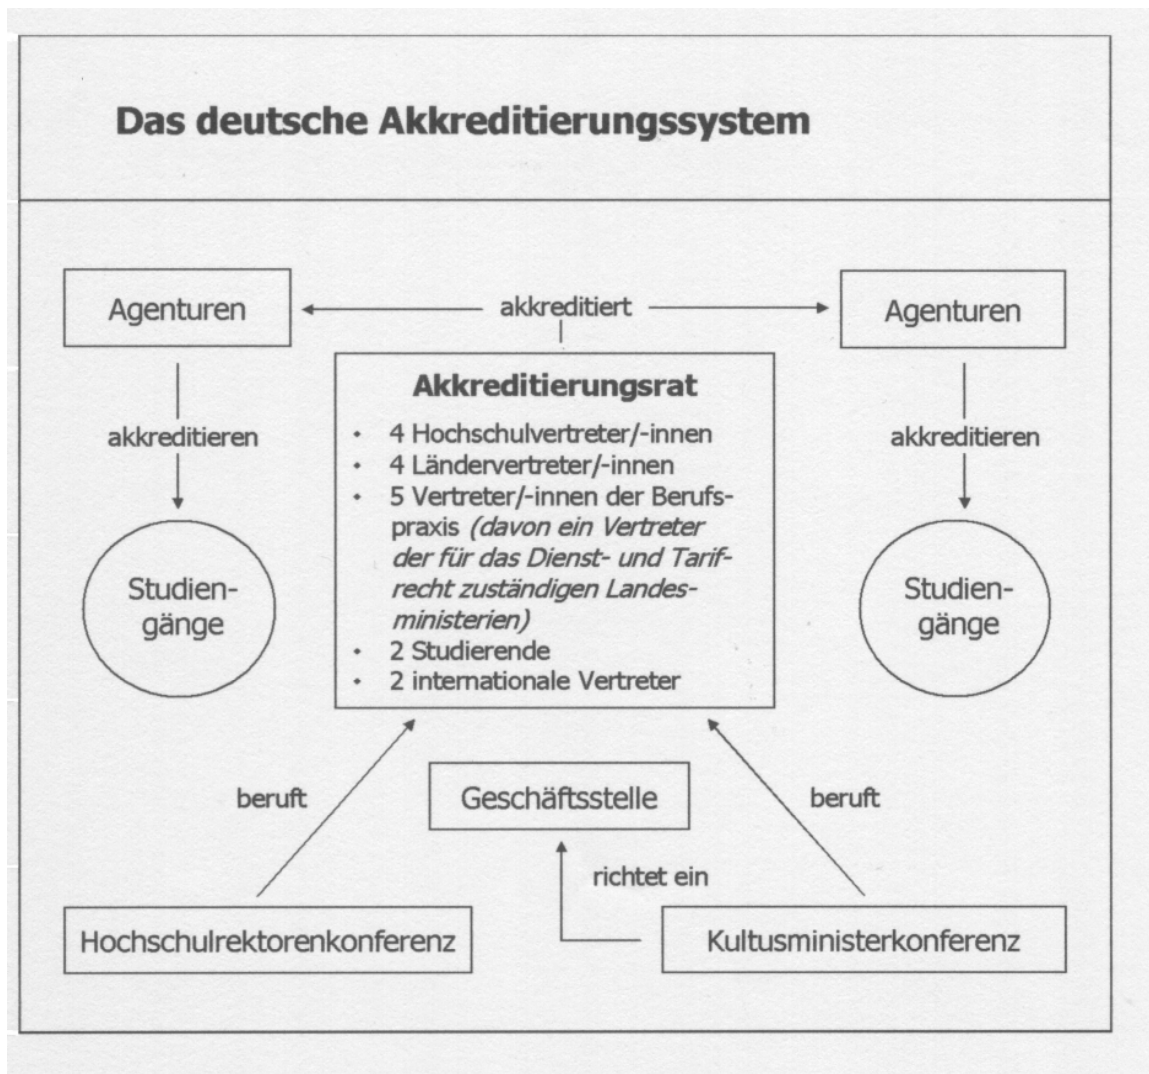 Das deutsche Akkreditierungssystem
Agenturen
akkreditiert
Agenturen
akkreditieren
akkreditieren
Akkreditierungsrat
• 4 Hochschulvertreter/-innen
• 4 Ländervertreter/-innen
• 5 Vertreter/-innen der Berufs-
praxis (davon ein Vertreter
der für das Dienst- und Tarif-
recht zuständigen Landes-
ministerien)
• 2 Studierende
• 2 internationale Vertreter
Studien-
gänge
Studien-
gänge
beruft
Geschäftsstelle
beruft
richtet ein
Hochschulrektorenkonferenz
Kultusministerkonferenz